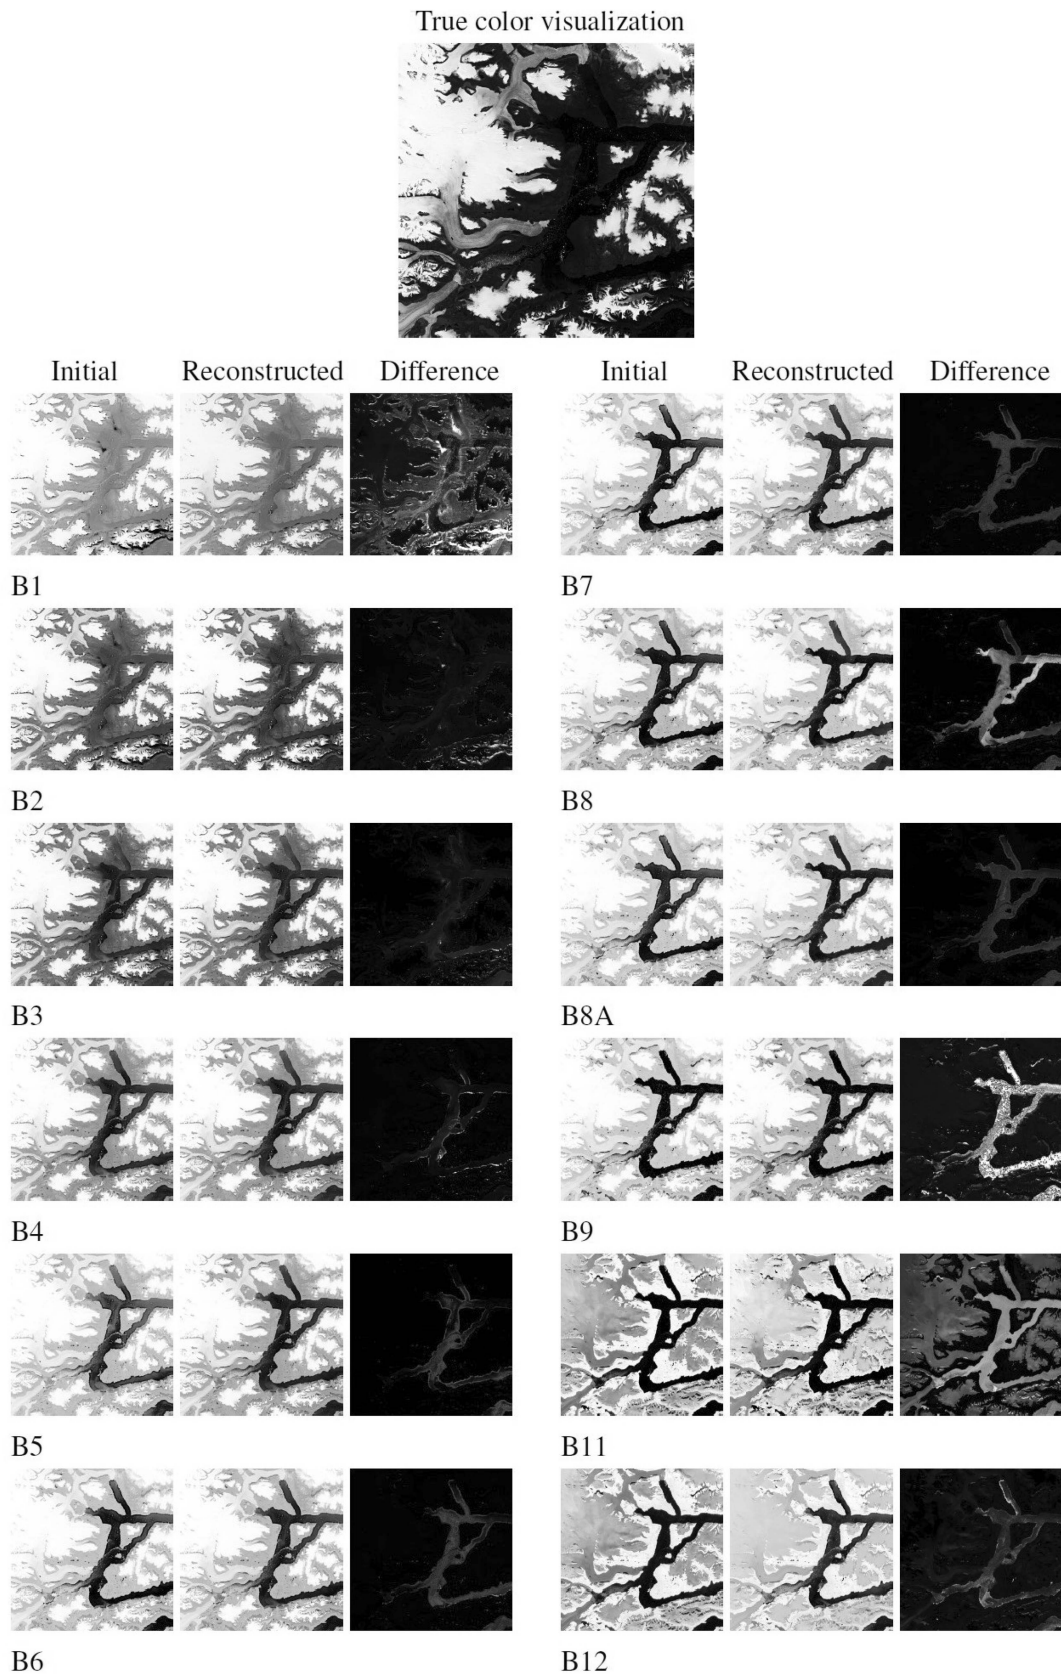 True color visualization
Initial Reconstructed Difference Initial Reconstructed Difference
B1 B7
B2 B8
B3 B8A
B4 B9
B5 B11
B6 B12